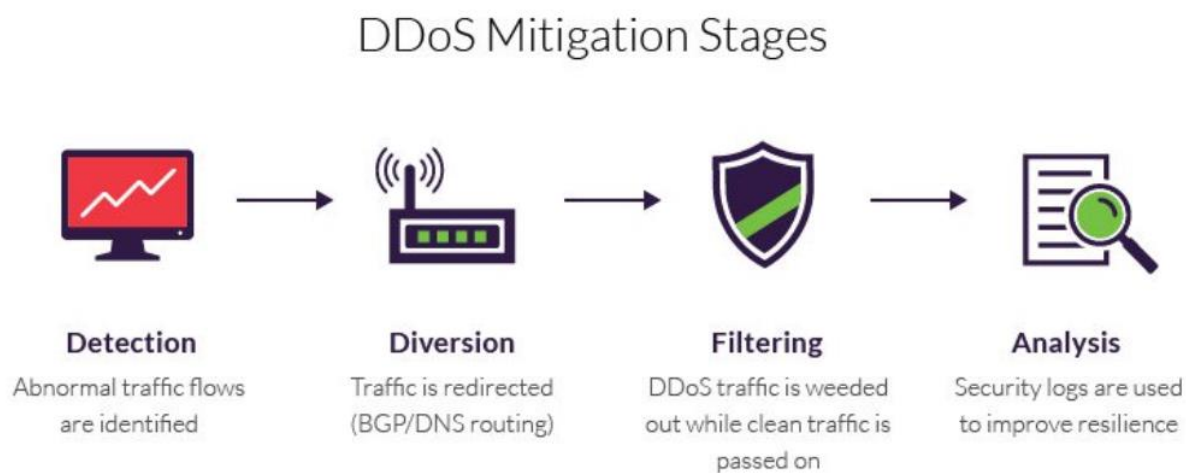 DDoS Mitigation Stages
Detection
Abnormal traffic flows
are identified
Diversion
Traffic is redirected
(BGP/DNS routing)
Filtering
DDoS traffic is weeded
out while clean traffic is
passed on
Analysis
Security logs are used
to improve resilience